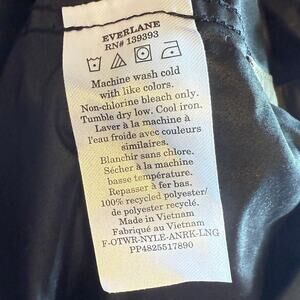 EVERLANE
RN# 139393
Machine wash cold
with like colors.
Non-chlorine bleach only.
Tumble dry low. Cool iron.
Laver à la machine à
l'eau froide avec couleurs
similaires.
Blanchir sans chlore.
Sécher à la machine
basse température.
Repasser à fer bas.
100% recycled polyester/
de polyester recyclé.
Made in Vietnam
Fabriqué au Vietnam
F-OTWR-NYLE-ANRK-LNG
PP4825517890